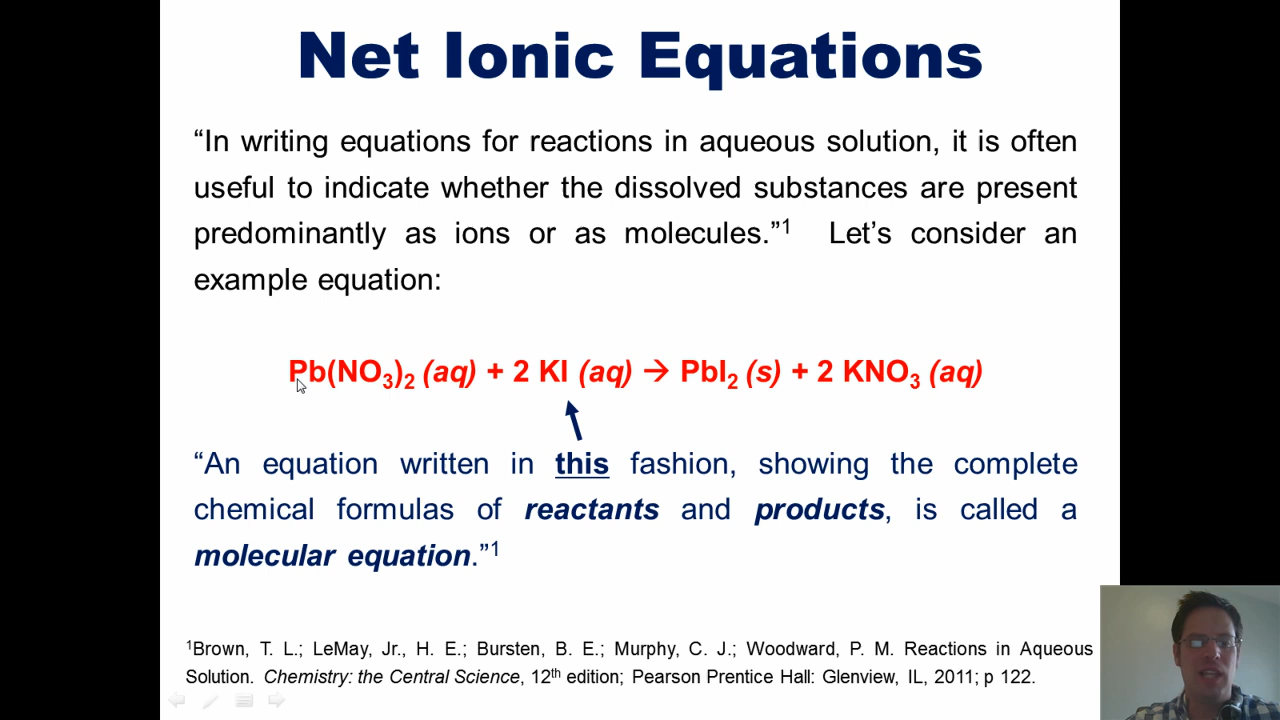 Net Ionic Equations
“In writing equations for reactions in aqueous solution, it is often
useful to indicate whether the dissolved substances are present
predominantly as ions or as molecules.”¹ Let’s consider an
example equation:
Pb(NO₃)₂ (aq) + 2 KI (aq) → PbI₂ (s) + 2 KNO₃ (aq)
“An equation written in this fashion, showing the complete
chemical formulas of reactants and products, is called a
molecular equation.”¹
¹Brown, T. L.; LeMay, Jr., H. E.; Bursten, B. E.; Murphy, C. J.; Woodward, P. M. Reactions in Aqueous
Solution. Chemistry: the Central Science, 12ᵗʰ edition; Pearson Prentice Hall: Glenview, IL, 2011; p 122.